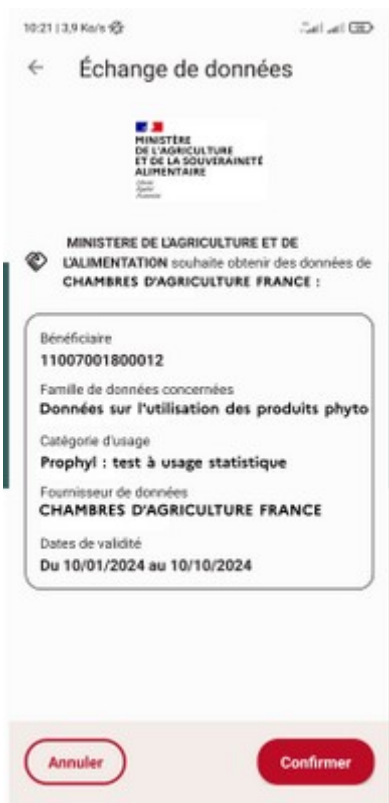 10:21 | 3,9 Ko/s
Échange de données
MINISTÈRE
DE L'AGRICULTURE
ET DE LA SOUVERAINETÉ
ALIMENTAIRE
Liberté
Égalité
Fraternité
MINISTERE DE L'AGRICULTURE ET DE
L'ALIMENTATION souhaite obtenir des données de
CHAMBRES D'AGRICULTURE FRANCE :
Bénéficiaire
11007001800012
Famille de données concernées
Données sur l'utilisation des produits phyto
Catégorie d'usage
Prophyl : test à usage statistique
Fournisseur de données
CHAMBRES D'AGRICULTURE FRANCE
Dates de validité
Du 10/01/2024 au 10/10/2024
Annuler
Confirmer